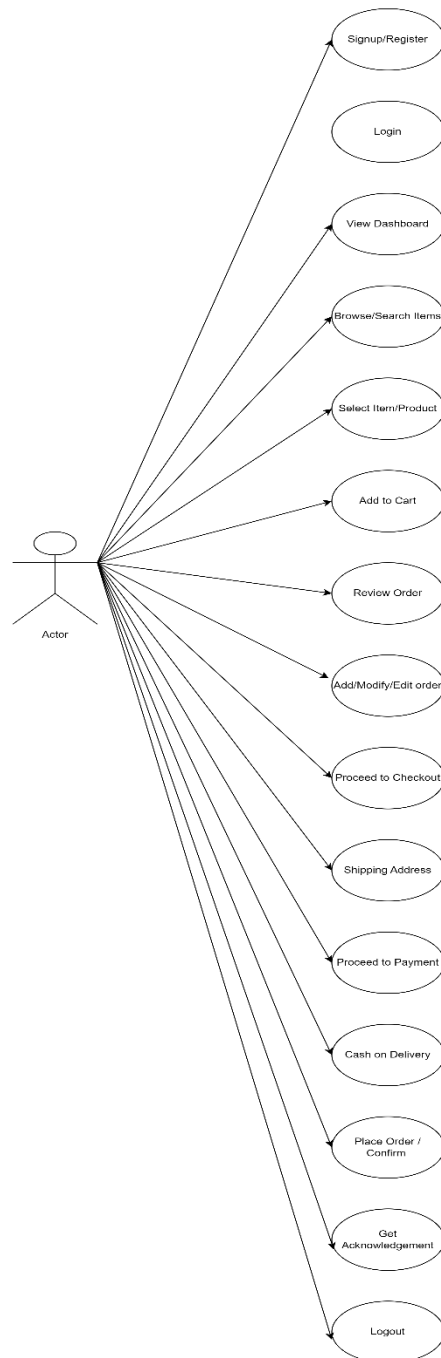 Signup/Register
Login
View Dashboard
Browse/Search Items
Select Item/Product
Add to Cart
Actor
Review Order
Add/Modify/Edit order
Proceed to Checkout
Shipping Address
Proceed to Payment
Cash on Delivery
Place Order /
Confirm
Get
Acknowledgement
Logout